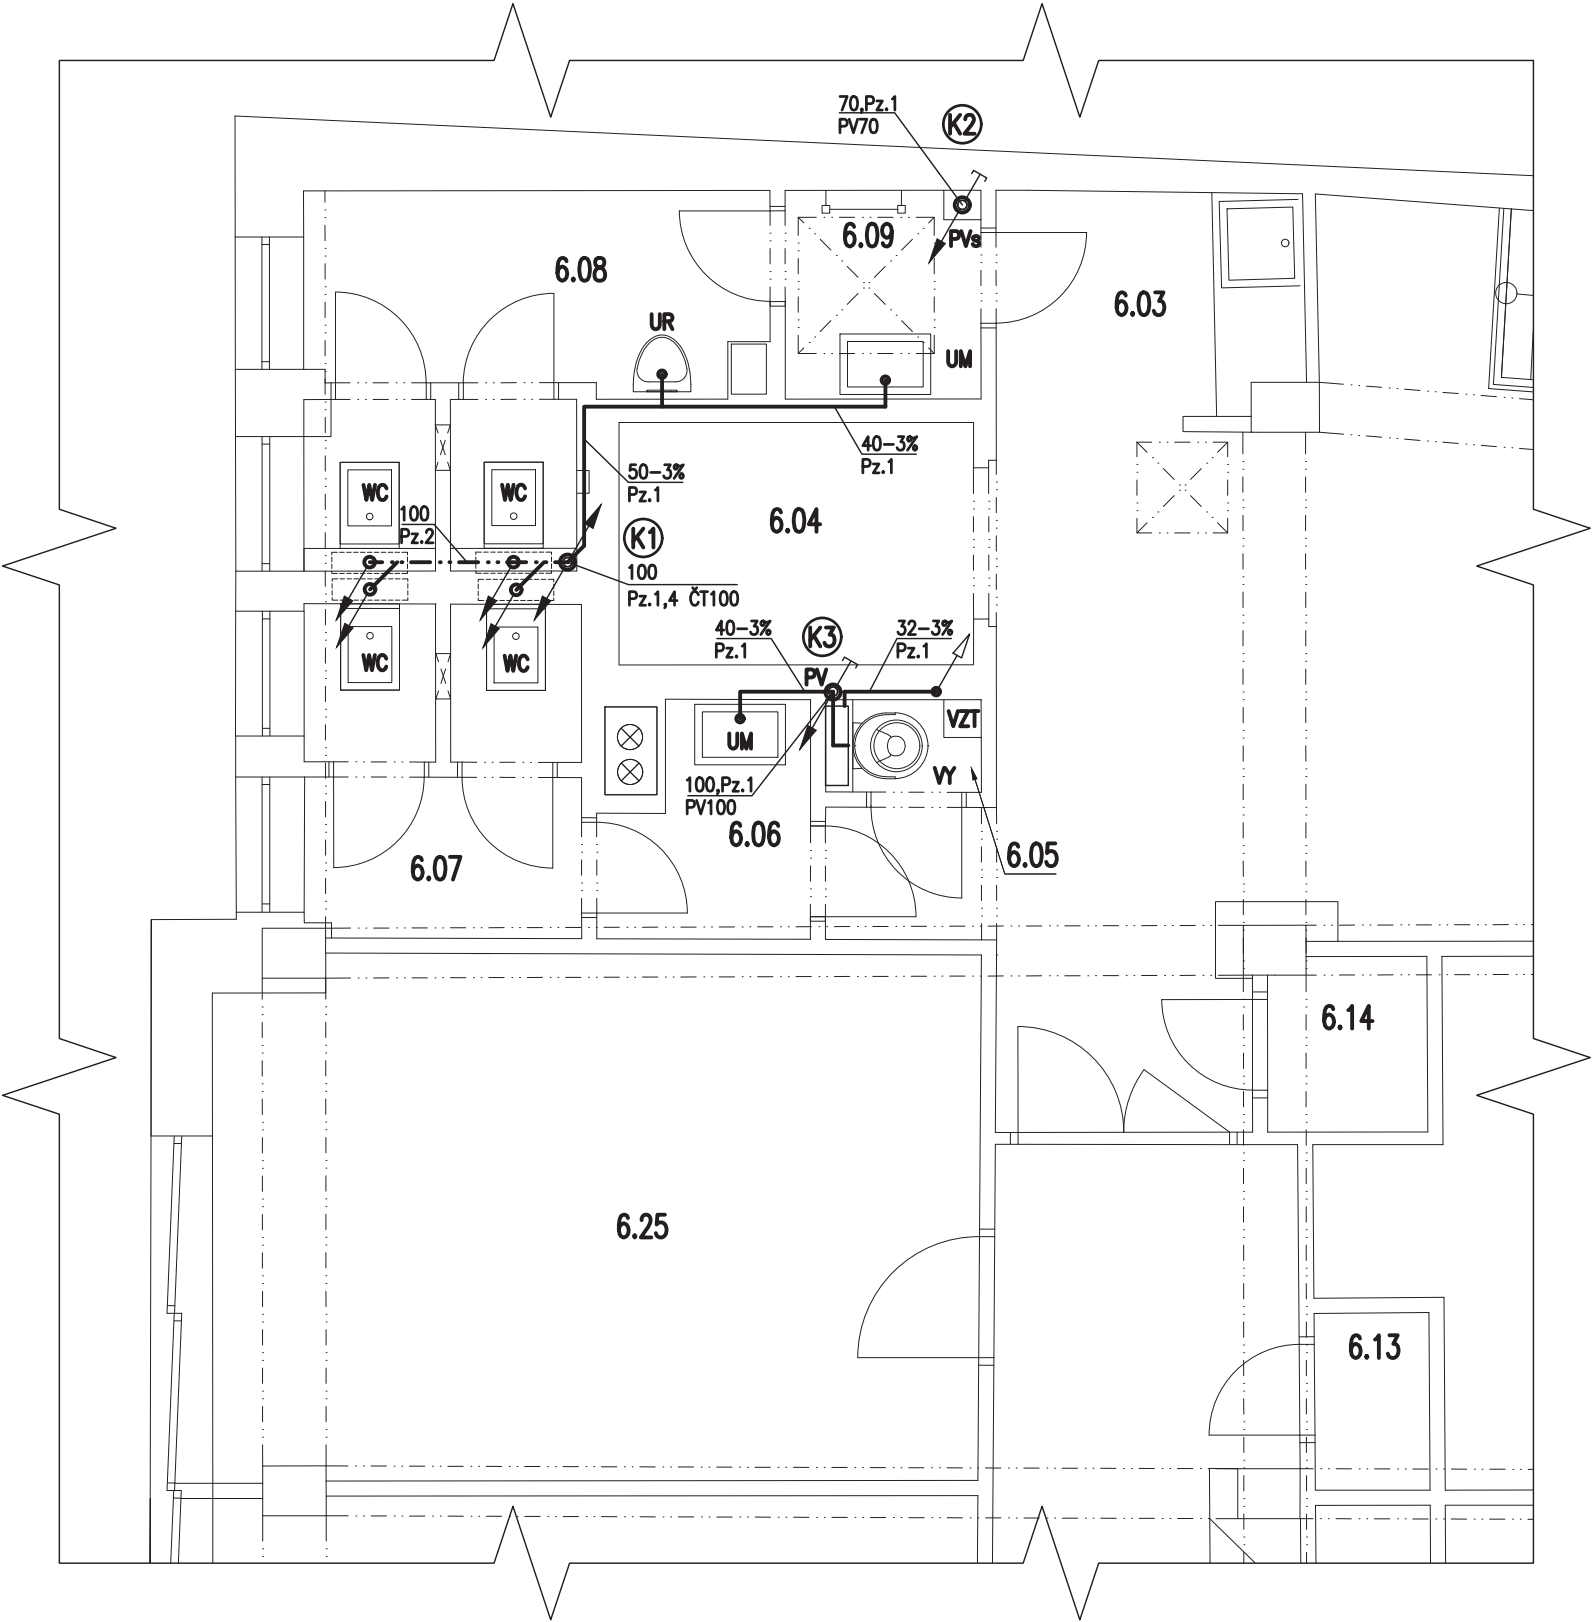 70,Pz.1
PV70
K2
6.09
PVs
6.08
6.03
UR
UM
40-3%
Pz.1
50-3%
Pz.1
WC
WC
100
Pz.2
6.04
K1
100
Pz.1,4 ČT100
40-3%
Pz.1
K3
32-3%
Pz.1
WC
WC
PV
VZT
UM
VY
100,Pz.1
PV100
6.06
6.05
6.07
6.14
6.25
6.13